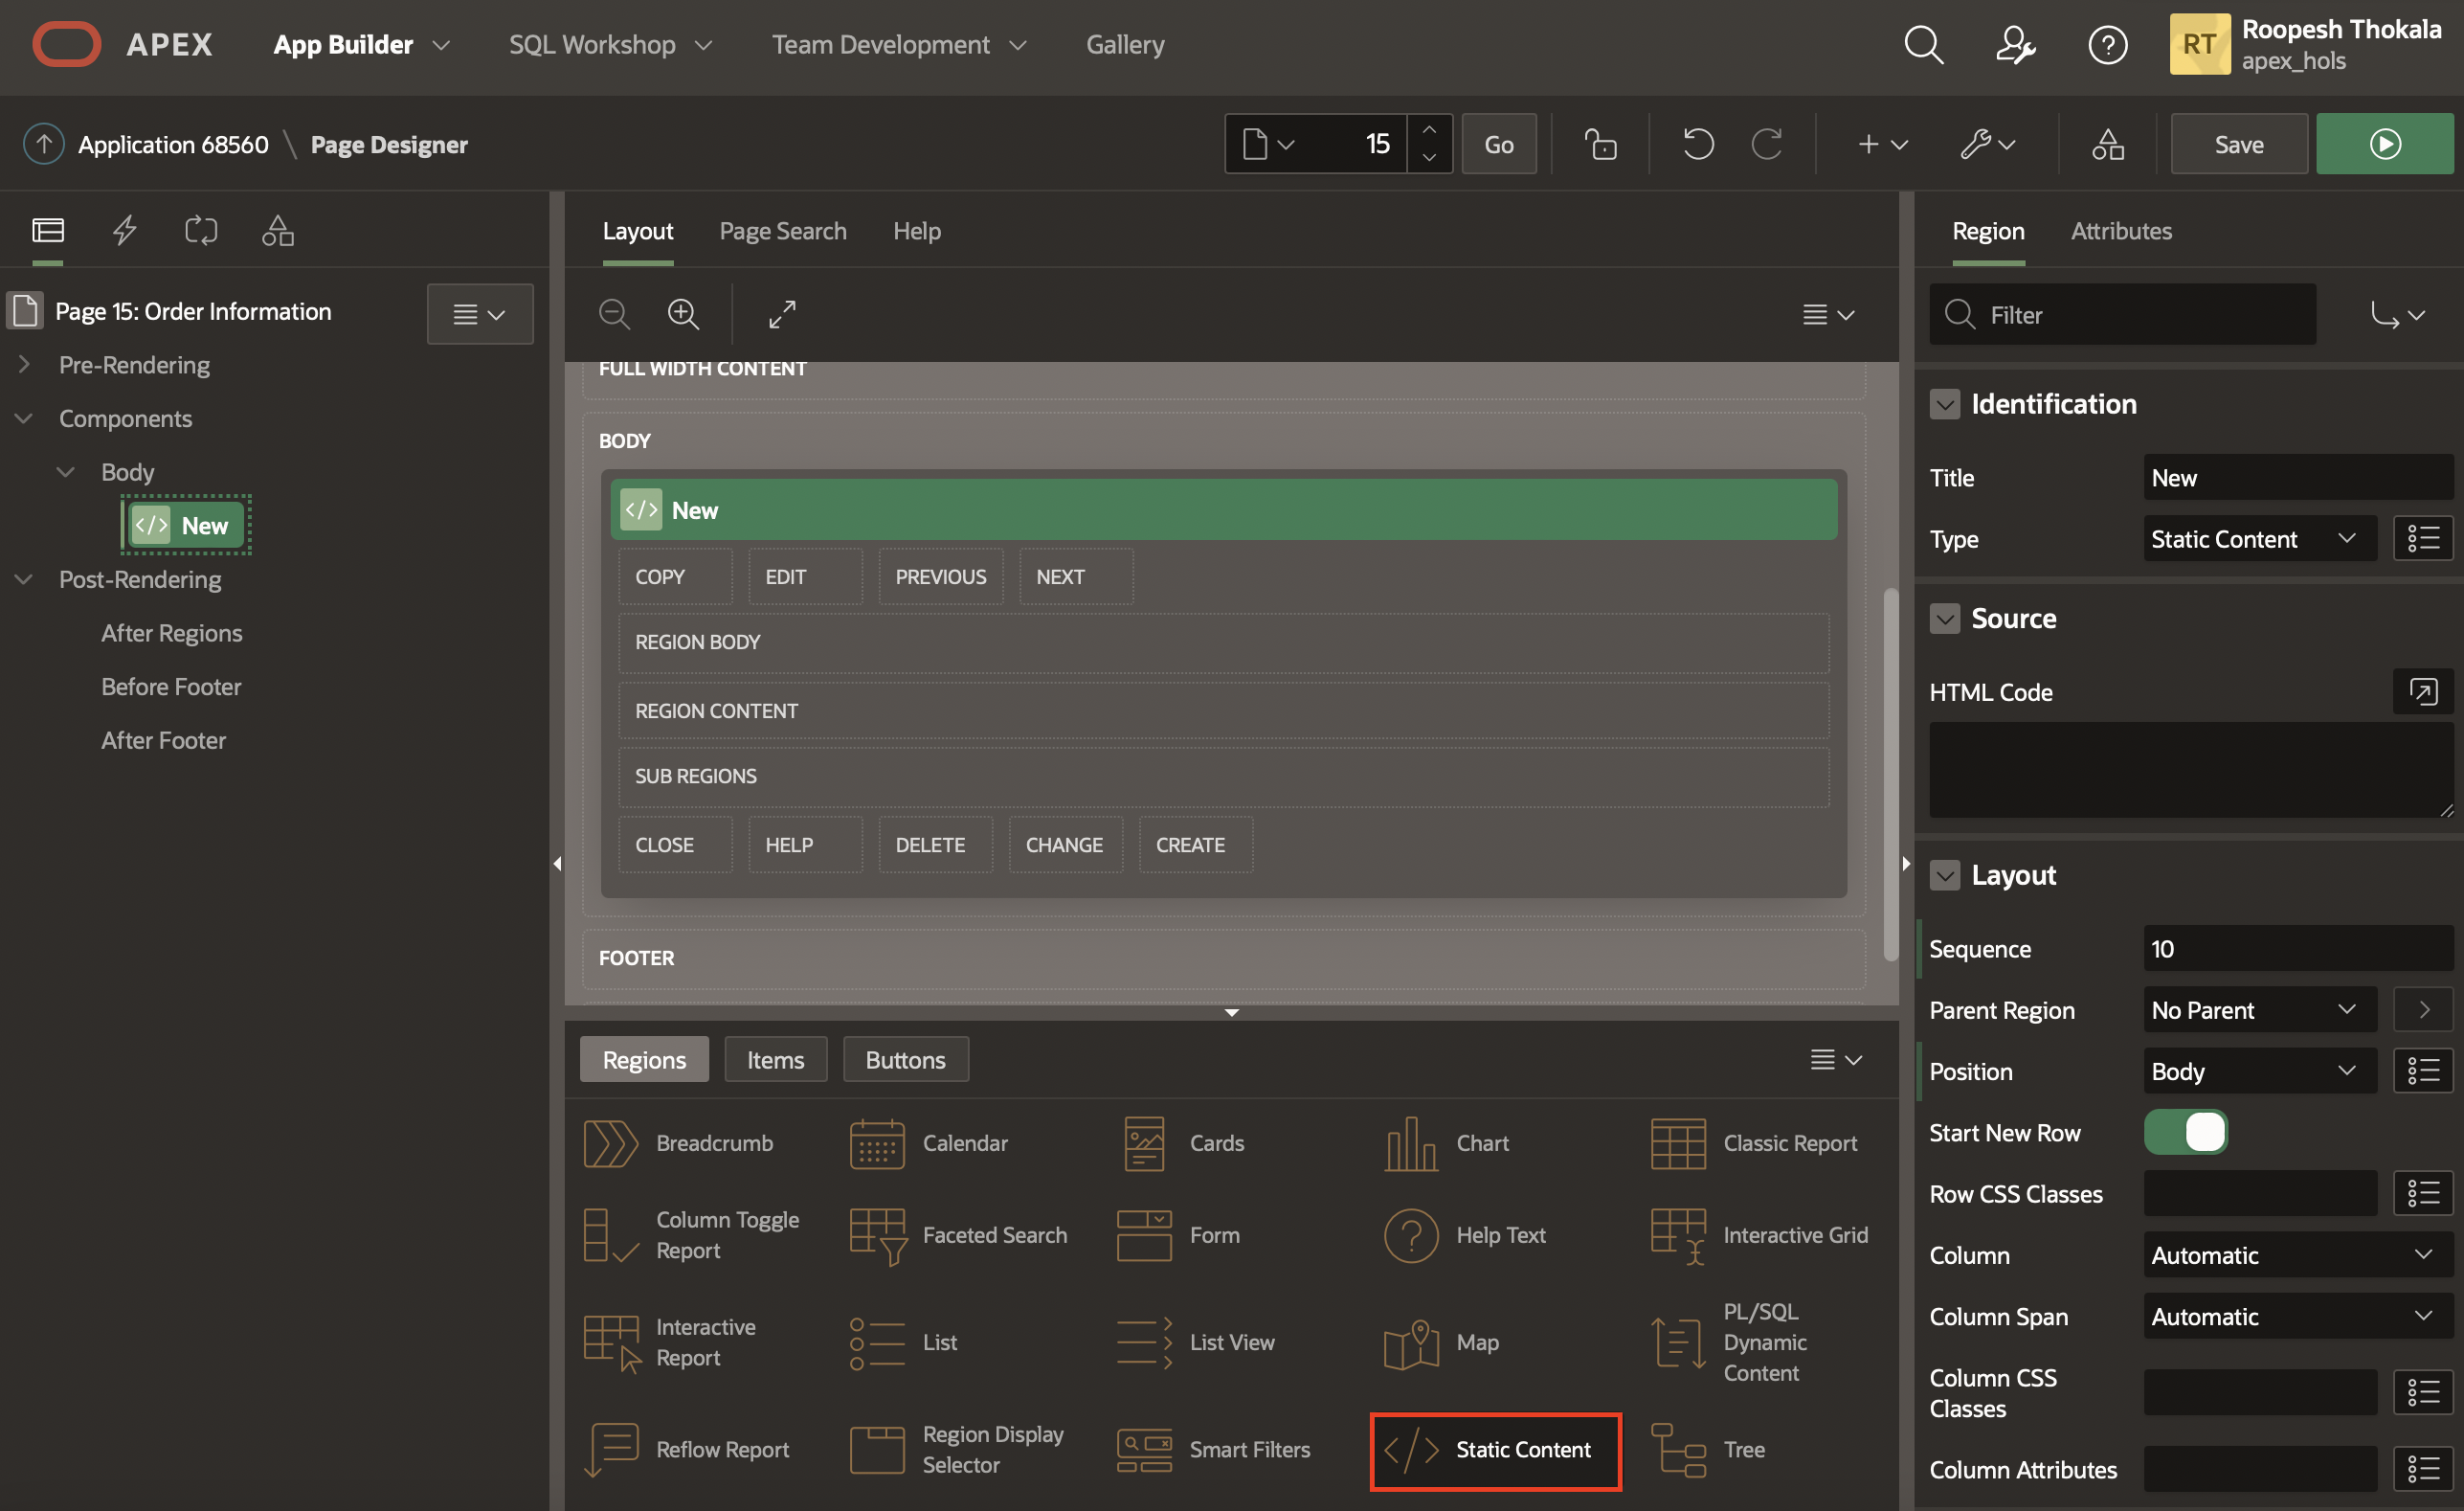 APEX App Builder SQL Workshop Team Development Gallery
RT Roopesh Thokala
apex_hols
Application 68560 \ Page Designer 15 Go Save
Layout Page Search Help
Region Attributes
Page 15: Order Information
Pre-Rendering
Components
Body
</> New
Post-Rendering
After Regions
Before Footer
After Footer
FULL WIDTH CONTENT
BODY
</> New
COPY EDIT PREVIOUS NEXT
REGION BODY
REGION CONTENT
SUB REGIONS
CLOSE HELP DELETE CHANGE CREATE
FOOTER
Regions Items Buttons
Breadcrumb Calendar Cards Chart Classic Report
Column Toggle
Report
Faceted Search Form Help Text Interactive Grid
Interactive
Report
List List View Map
PL/SQL
Dynamic
Content
Reflow Report
Region Display
Selector
Smart Filters </> Static Content Tree
Filter
Identification
Title New
Type Static Content
Source
HTML Code
Layout
Sequence 10
Parent Region No Parent
Position Body
Start New Row
Row CSS Classes
Column Automatic
Column Span Automatic
Column CSS
Classes
Column Attributes